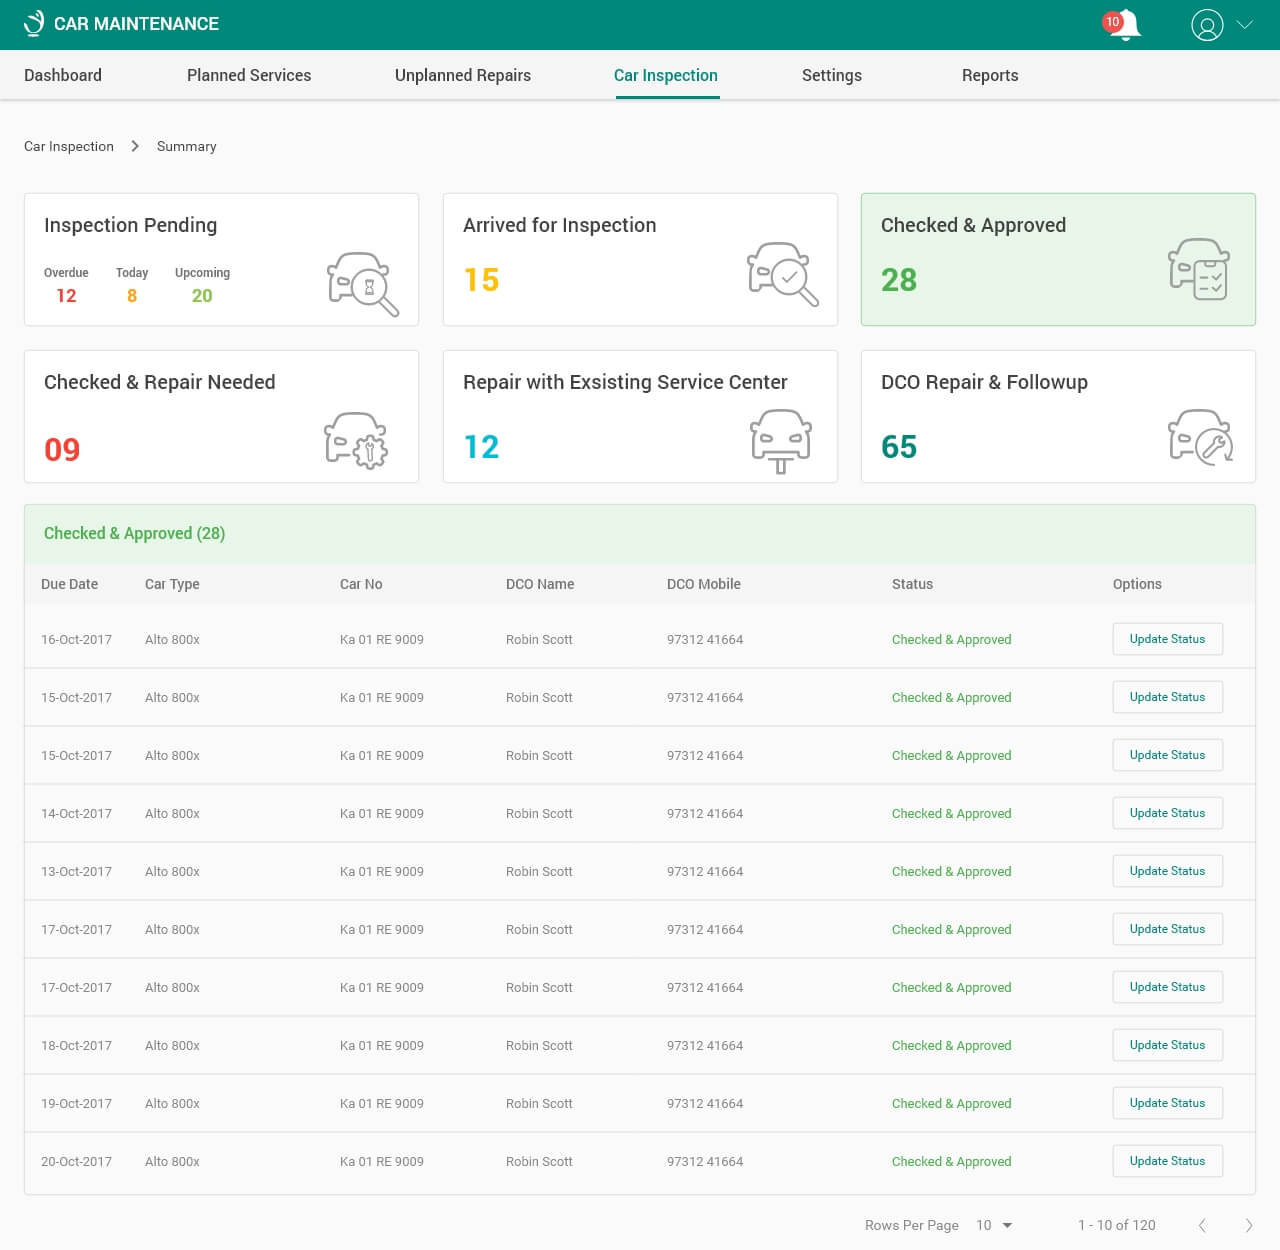 CAR MAINTENANCE
10
Dashboard Planned Services Unplanned Repairs Car Inspection Settings Reports
Car Inspection Summary
Inspection Pending
Overdue Today Upcoming
12 8 20
Arrived for Inspection
15
Checked & Approved
28
Checked & Repair Needed
09
Repair with Exsisting Service Center
12
DCO Repair & Followup
65
Checked & Approved (28)
Due Date Car Type Car No DCO Name DCO Mobile Status Options
16-Oct-2017 Alto 800x Ka 01 RE 9009 Robin Scott 97312 41664 Checked & Approved Update Status
15-Oct-2017 Alto 800x Ka 01 RE 9009 Robin Scott 97312 41664 Checked & Approved Update Status
15-Oct-2017 Alto 800x Ka 01 RE 9009 Robin Scott 97312 41664 Checked & Approved Update Status
14-Oct-2017 Alto 800x Ka 01 RE 9009 Robin Scott 97312 41664 Checked & Approved Update Status
13-Oct-2017 Alto 800x Ka 01 RE 9009 Robin Scott 97312 41664 Checked & Approved Update Status
17-Oct-2017 Alto 800x Ka 01 RE 9009 Robin Scott 97312 41664 Checked & Approved Update Status
17-Oct-2017 Alto 800x Ka 01 RE 9009 Robin Scott 97312 41664 Checked & Approved Update Status
18-Oct-2017 Alto 800x Ka 01 RE 9009 Robin Scott 97312 41664 Checked & Approved Update Status
19-Oct-2017 Alto 800x Ka 01 RE 9009 Robin Scott 97312 41664 Checked & Approved Update Status
20-Oct-2017 Alto 800x Ka 01 RE 9009 Robin Scott 97312 41664 Checked & Approved Update Status
Rows Per Page 10 1 - 10 of 120